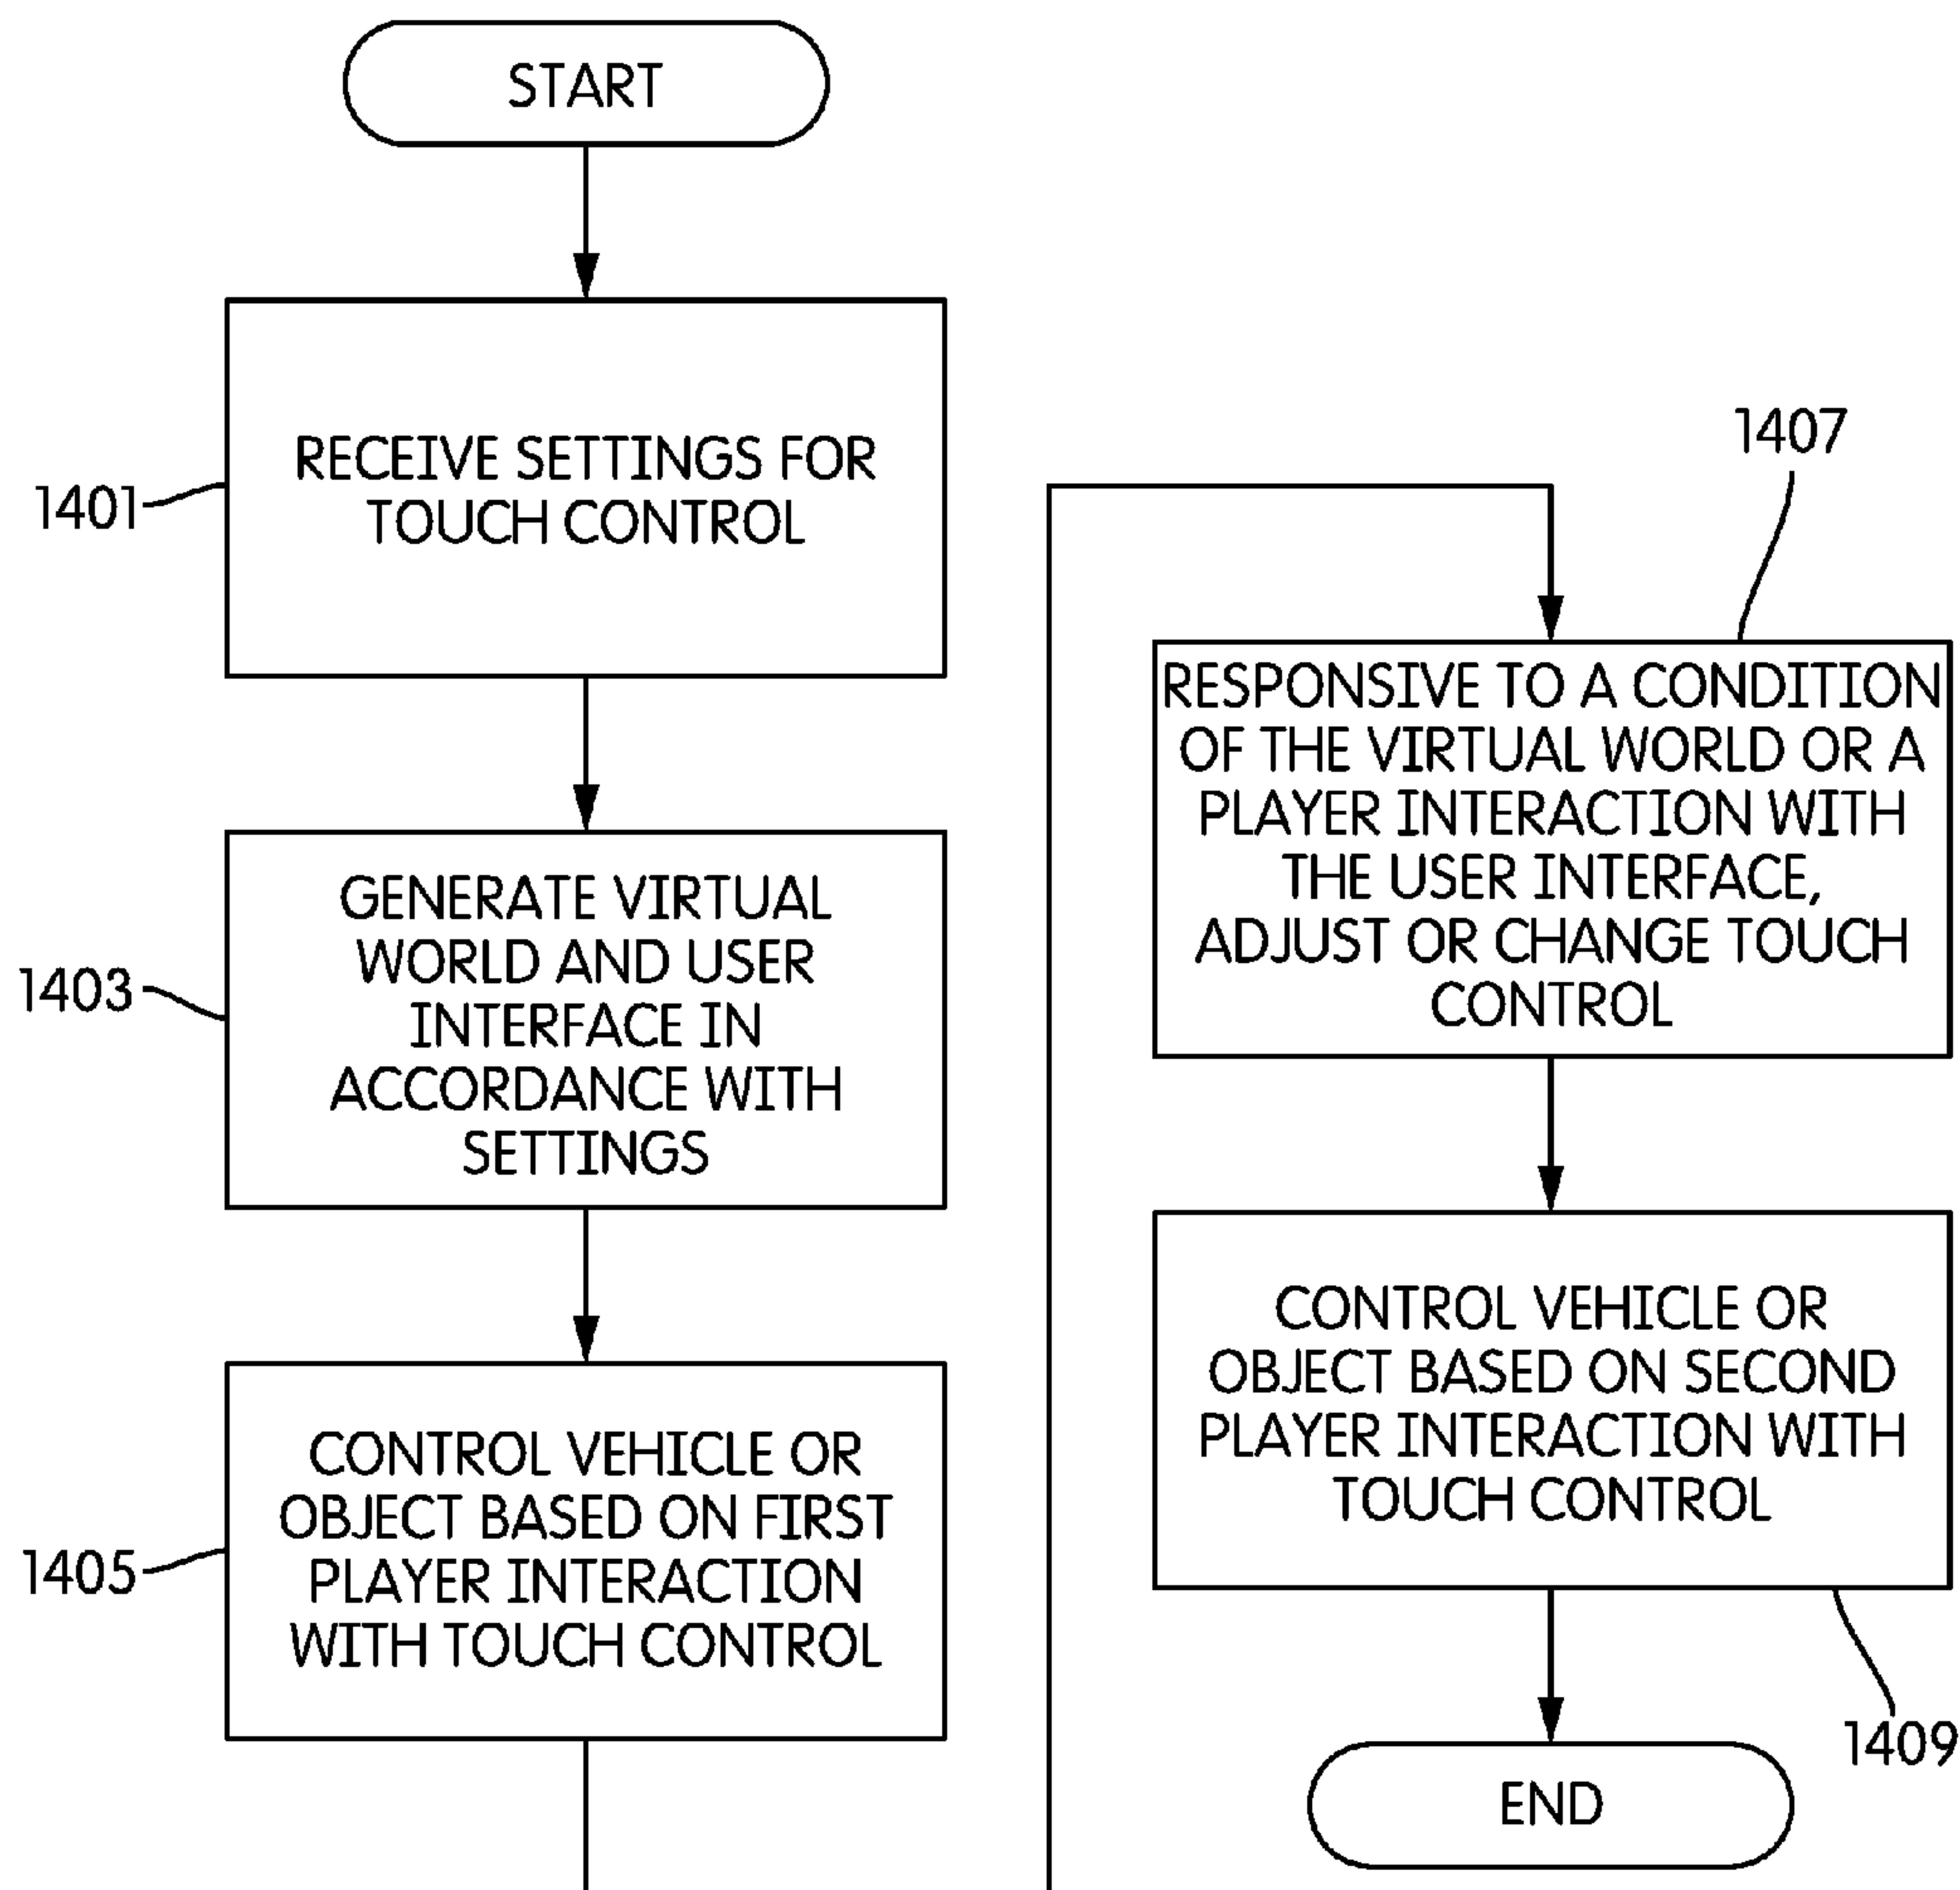 START
1401
RECEIVE SETTINGS FOR
TOUCH CONTROL
1403
GENERATE VIRTUAL
WORLD AND USER
INTERFACE IN
ACCORDANCE WITH
SETTINGS
1405
CONTROL VEHICLE OR
OBJECT BASED ON FIRST
PLAYER INTERACTION
WITH TOUCH CONTROL
1407
RESPONSIVE TO A CONDITION
OF THE VIRTUAL WORLD OR A
PLAYER INTERACTION WITH
THE USER INTERFACE,
ADJUST OR CHANGE TOUCH
CONTROL
CONTROL VEHICLE OR
OBJECT BASED ON SECOND
PLAYER INTERACTION WITH
TOUCH CONTROL
1409
END